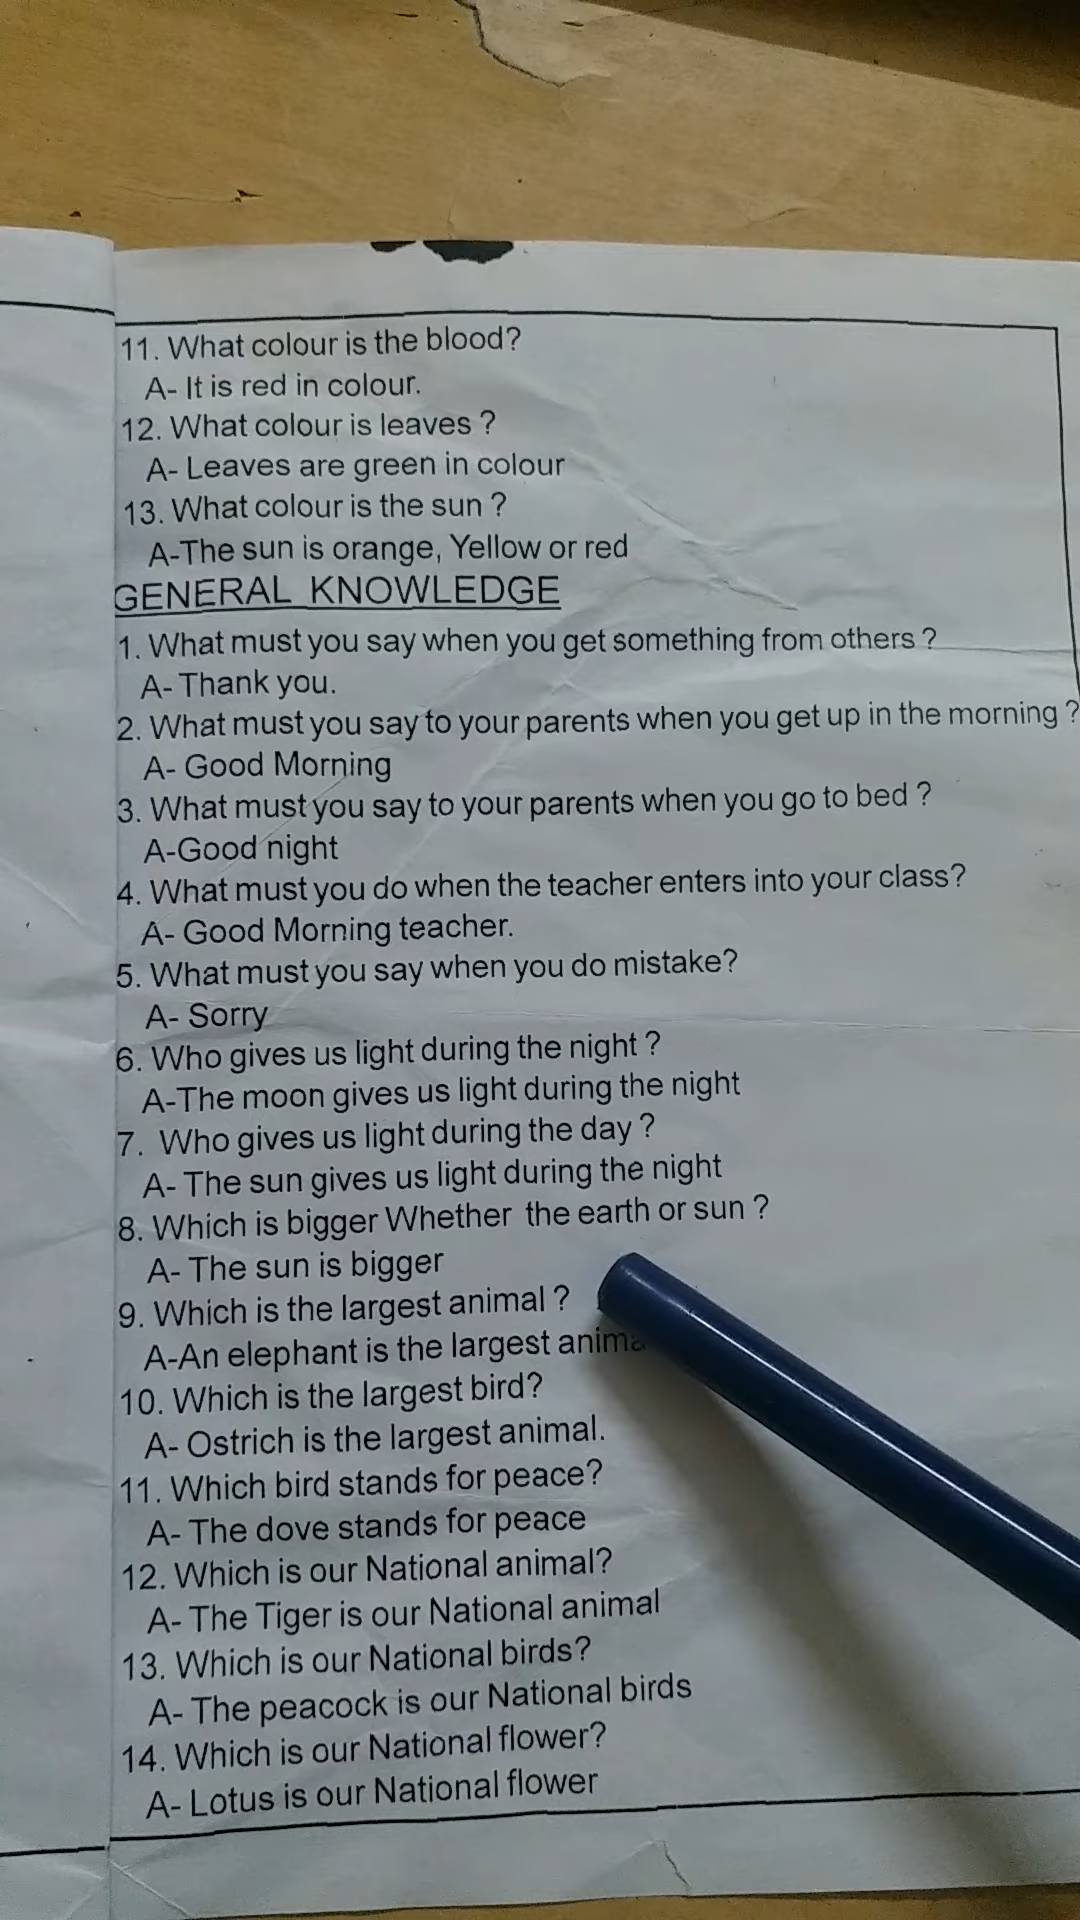 11. What colour is the blood?
A- It is red in colour.
12. What colour is leaves ?
A- Leaves are green in colour
13. What colour is the sun ?
A-The sun is orange, Yellow or red
GENERAL KNOWLEDGE
1. What must you say when you get something from others ?
A- Thank you.
2. What must you say to your parents when you get up in the morning ?
A- Good Morning
3. What must you say to your parents when you go to bed ?
A-Good night
4. What must you do when the teacher enters into your class?
A- Good Morning teacher.
5. What must you say when you do mistake?
A- Sorry
6. Who gives us light during the night ?
A-The moon gives us light during the night
7. Who gives us light during the day ?
A- The sun gives us light during the night
8. Which is bigger Whether the earth or sun ?
A- The sun is bigger
9. Which is the largest animal ?
A-An elephant is the largest
10. Which is the largest bird?
A- Ostrich is the largest animal.
11. Which bird stands for peace?
A- The dove stands for peace
12. Which is our National animal?
A- The Tiger is our National animal
13. Which is our National birds?
A- The peacock is our National birds
14. Which is our National flower?
A- Lotus is our National flower